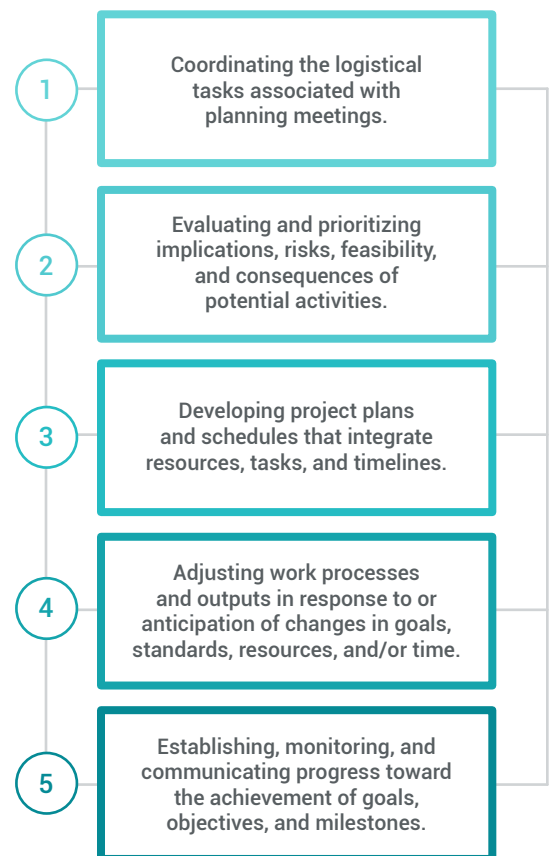 1
Coordinating the logistical
tasks associated with
planning meetings.
2
Evaluating and prioritizing
implications, risks, feasibility,
and consequences of
potential activities.
3
Developing project plans
and schedules that integrate
resources, tasks, and timelines.
4
Adjusting work processes
and outputs in response to or
anticipation of changes in goals,
standards, resources, and/or time.
5
Establishing, monitoring, and
communicating progress toward
the achievement of goals,
objectives, and milestones.